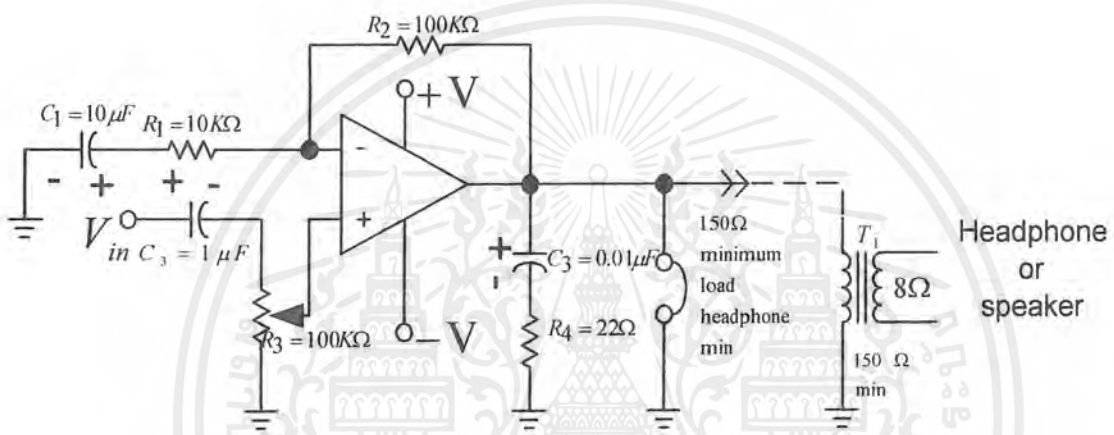 R2 = 100KΩ
+ V
C1 = 10μF
R1 = 10KΩ
-
+
+
-
-
+
V in C3 = 1 μF
R3 = 100KΩ
- V
+
-
C3 = 0.01μF
R4 = 22Ω
150Ω
minimum
load
headphone
min
T1
8Ω
150 Ω
min
Headphone
or
speaker